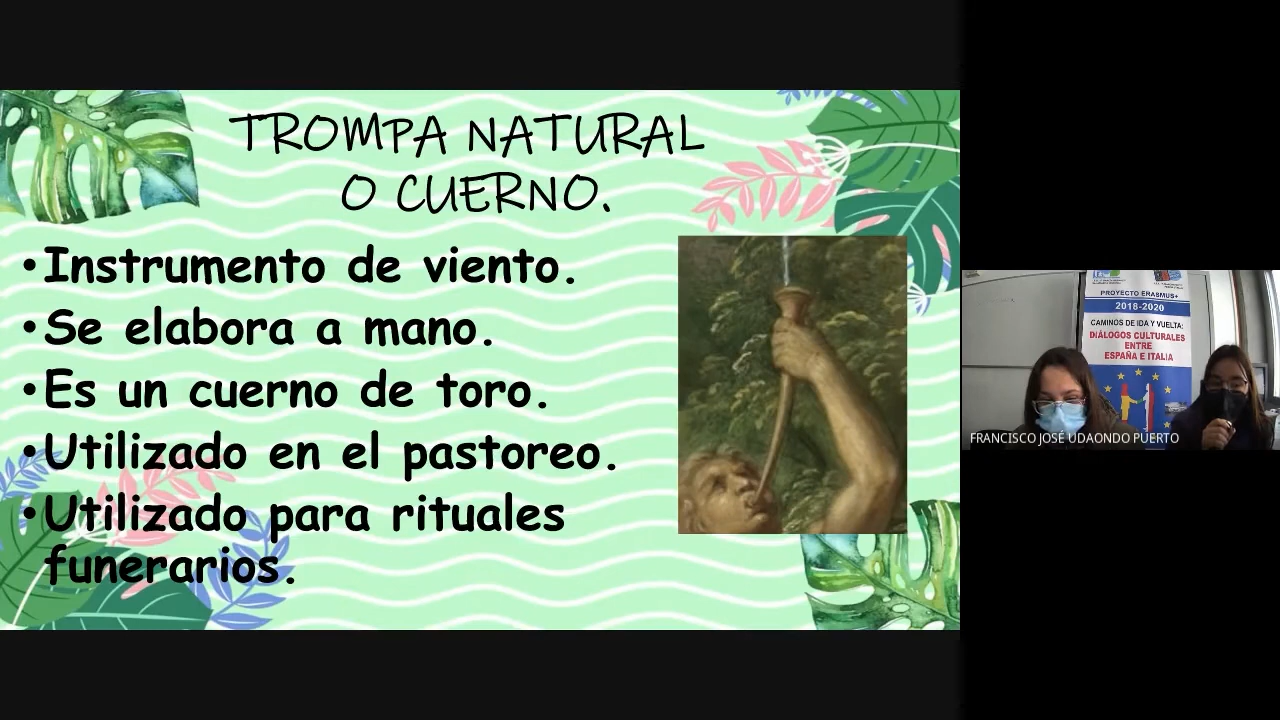 TROMPA NATURAL
O CUERNO.
•Instrumento de viento.
•Se elabora a mano.
•Es un cuerno de toro.
•Utilizado en el pastoreo.
•Utilizado para rituales
funerarios.
PROYECTO ERASMUS+
2018-2020
CAMINOS DE IDA Y VUELTA:
DIÁLOGOS CULTURALES
ENTRE
ESPAÑA E ITALIA
FRANCISCO JOSÉ UDAONDO PUERTO